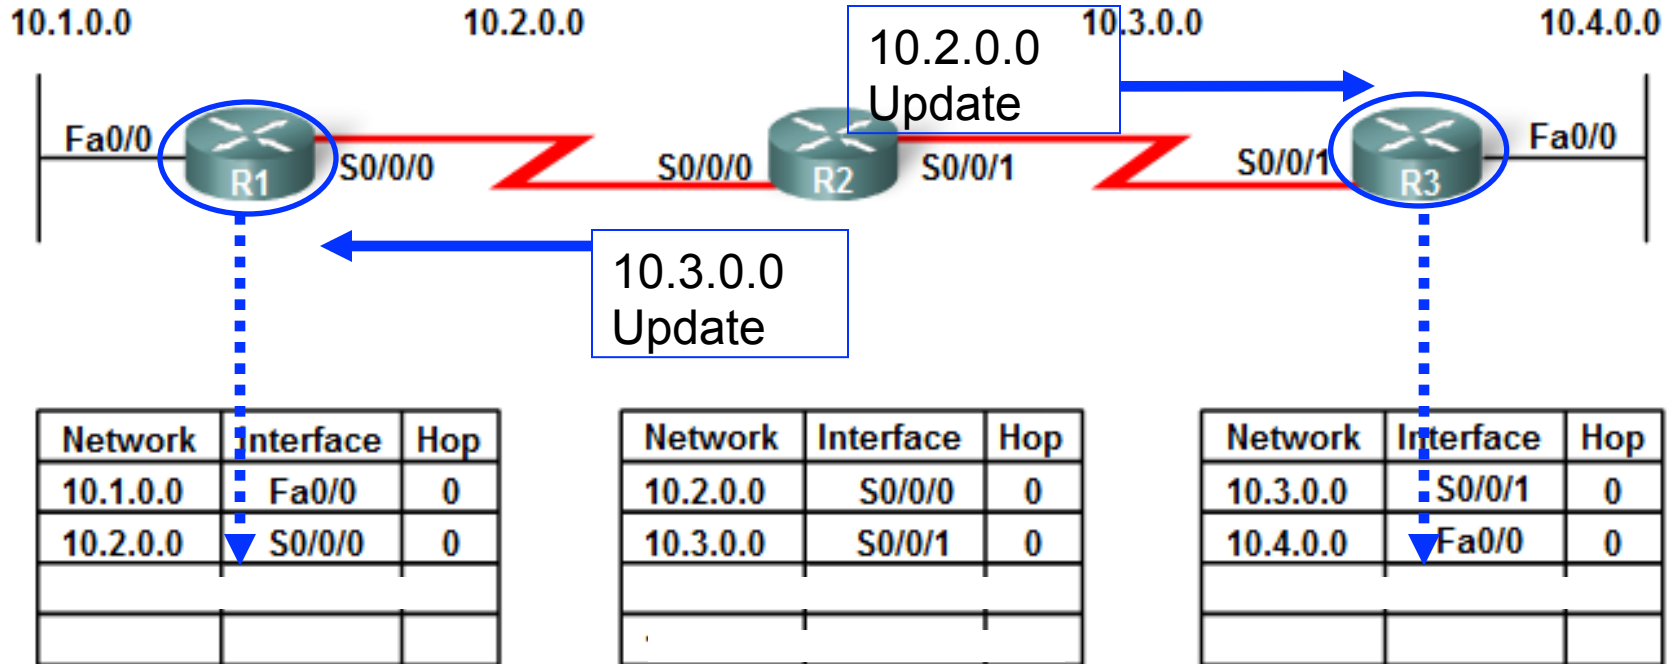 10.1.0.0 10.2.0.0 10.3.0.0 10.4.0.0
10.2.0.0
Update
Fa0/0 S0/0/0 S0/0/0 S0/0/1 S0/0/1 Fa0/0
R1 R2 R3
10.3.0.0
Update
Network Interface Hop
10.1.0.0 Fa0/0 0
10.2.0.0 S0/0/0 0
Network Interface Hop
10.2.0.0 S0/0/0 0
10.3.0.0 S0/0/1 0
Network Interface Hop
10.3.0.0 S0/0/1 0
10.4.0.0 Fa0/0 0